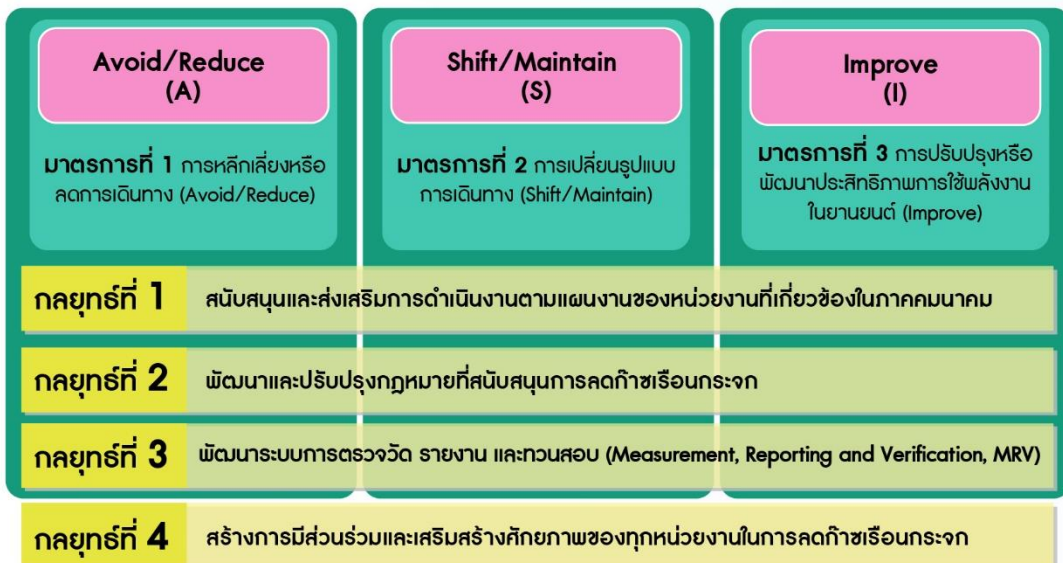 Avoid/Reduce
(A)
มาตรการที่ 1 การหลีกเลี่ยงหรือ
ลดการเดินทาง (Avoid/Reduce)
Shift/Maintain
(S)
มาตรการที่ 2 การเปลี่ยนรูปแบบ
การเดินทาง (Shift/Maintain)
Improve
(I)
มาตรการที่ 3 การปรับปรุงหรือ
พัฒนาประสิทธิภาพการใช้พลังงาน
ในยานยนต์ (Improve)
กลยุทธ์ที่ 1 สนับสนุนและส่งเสริมการดำเนินงานตามแผนงานของหน่วยงานที่เกี่ยวข้องในภาคคมนาคม
กลยุทธ์ที่ 2 พัฒนาและปรับปรุงกฎหมายที่สนับสนุนการลดก๊าซเรือนกระจก
กลยุทธ์ที่ 3 พัฒนาระบบการตรวจวัด รายงาน และทวนสอบ (Measurement, Reporting and Verification, MRV)
กลยุทธ์ที่ 4 สร้างการมีส่วนร่วมและเสริมสร้างศักยภาพของทุกหน่วยงานในการลดก๊าซเรือนกระจก